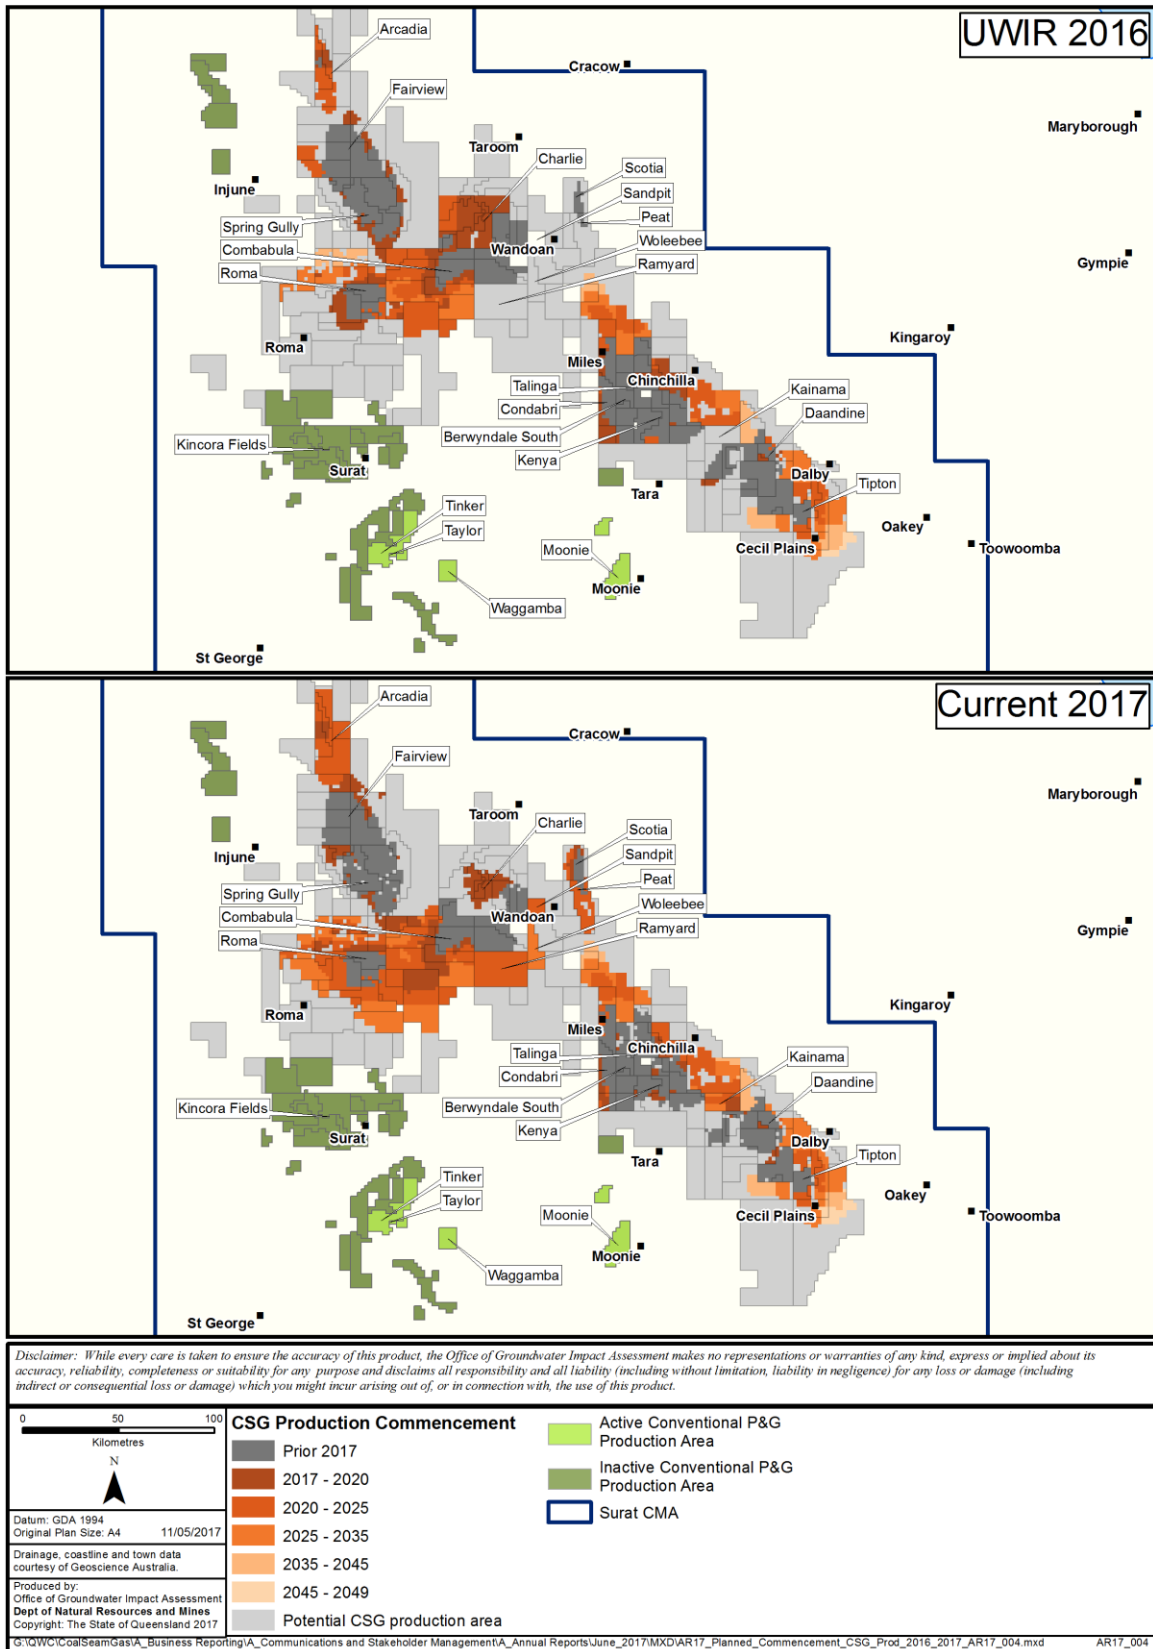 UWIR 2016
Arcadia
Cracow
Fairview
Maryborough
Taroom
Charlie
Scotia
Injune
Sandpit
Peat
Spring Gully
Woleebee
Combabula
Wandoan
Ramyard
Roma
Gympie
Kingaroy
Roma
Miles
Chinchilla
Talinga
Kainama
Condabri
Daandine
Berwyndale South
Kincora Fields
Kenya
Surat
Dalby
Tara
Tipton
Tinker
Oakey
Taylor
Cecil Plains
Toowoomba
Moonie
Moonie
Waggamba
St George
Current 2017
Arcadia
Cracow
Fairview
Maryborough
Taroom
Charlie
Scotia
Injune
Sandpit
Peat
Spring Gully
Woleebee
Combabula
Wandoan
Ramyard
Roma
Gympie
Kingaroy
Roma
Miles
Chinchilla
Talinga
Kainama
Condabri
Daandine
Berwyndale South
Kincora Fields
Kenya
Surat
Dalby
Tara
Tipton
Tinker
Oakey
Taylor
Cecil Plains
Toowoomba
Moonie
Moonie
Waggamba
St George
Disclaimer: While every care is taken to ensure the accuracy of this product, the Office of Groundwater Impact Assessment makes no representations or warranties of any kind, express or implied about its
accuracy, reliability, completeness or suitability for any purpose and disclaims all responsibility and all liability (including without limitation, liability in negligence) for any loss or damage (including
indirect or consequential loss or damage) which you might incur arising out of, or in connection with, the use of this product.
0 50 100
Kilometres
N
Datum: GDA 1994
Original Plan Size: A4 11/05/2017
Drainage, coastline and town data
courtesy of Geoscience Australia.
Produced by:
Office of Groundwater Impact Assessment
Dept of Natural Resources and Mines
Copyright: The State of Queensland 2017
CSG Production Commencement
Prior 2017
2017 - 2020
2020 - 2025
2025 - 2035
2035 - 2045
2045 - 2049
Potential CSG production area
Active Conventional P&G
Production Area
Inactive Conventional P&G
Production Area
Surat CMA
G:\QWC\CoalSeamGas\A_Business Reporting\A_Communications and Stakeholder Management\A_Annual Reports\June_2017\MXD\AR17_Planned_Commencement_CSG_Prod_2016_2017_AR17_004.mxd AR17_004